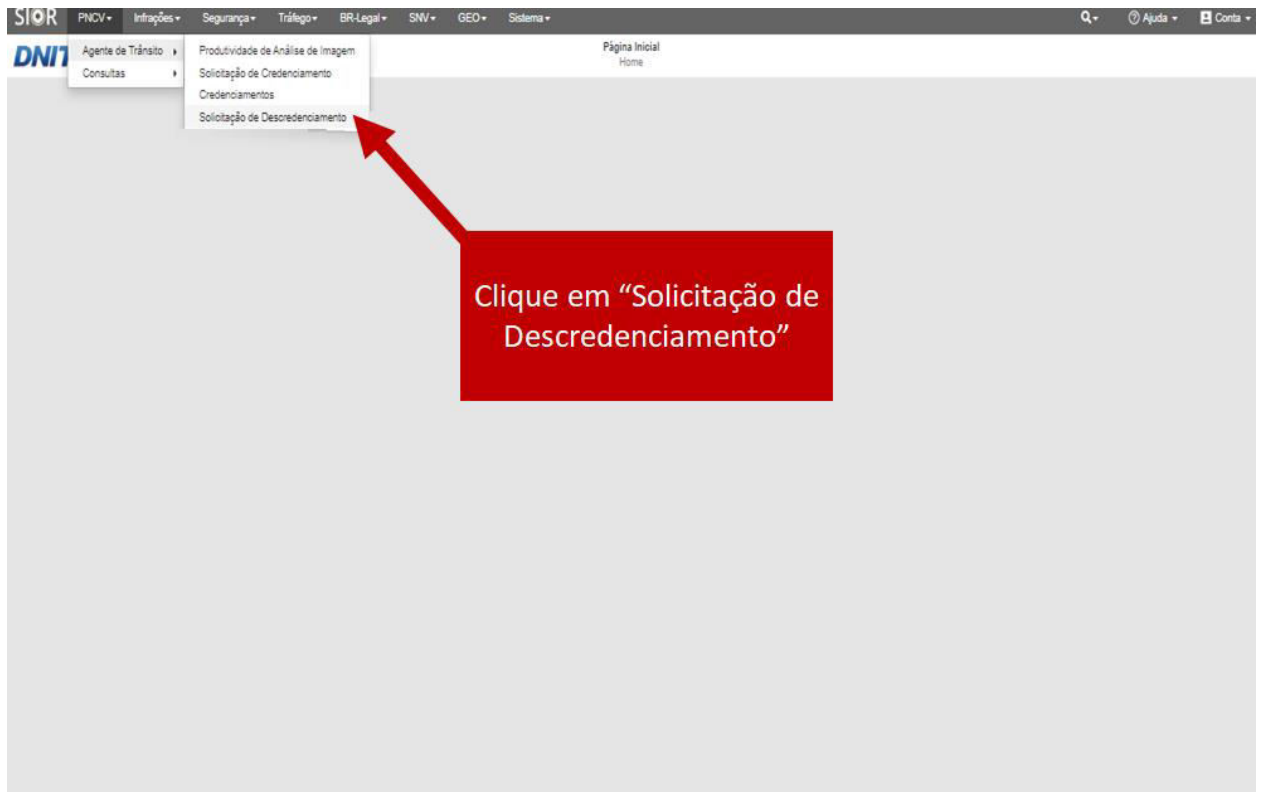 SIOR PNCV Infrações Segurança Tráfego BR-Legal SNV GEO Sistema Ajuda Conta
DNIT Agente de Trânsito Produtividade de Análise de Imagem Página Inicial
Consultas Solicitação de Credenciamento Home
Credenciamentos
Solicitação de Descredenciamento
Clique em “Solicitação de
Descredenciamento”